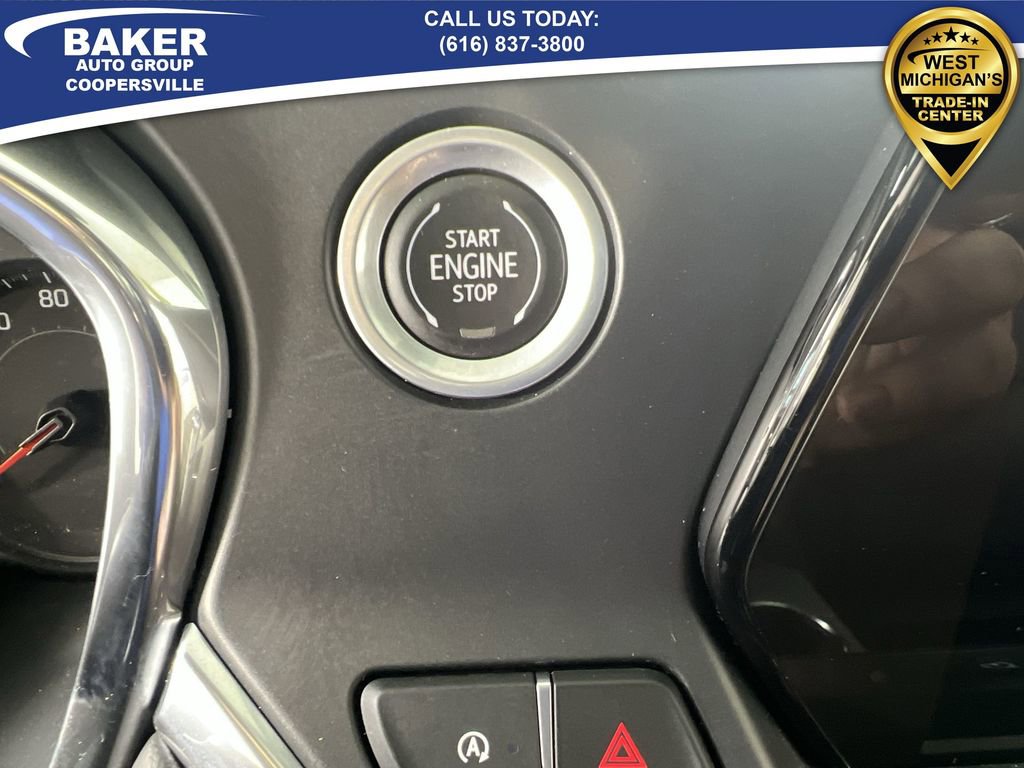 BAKER
AUTO GROUP
COOPERSVILLE
CALL US TODAY:
(616) 837-3800
WEST
MICHIGAN'S
TRADE-IN
CENTER
START
ENGINE
STOP
80
A